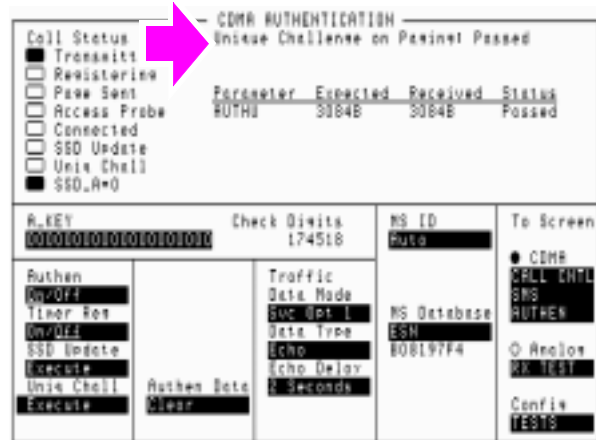 CDMA AUTHENTICATION
Call Status
Unique Challenge on Paging: Passed
Transmitt
Registering
Page Sent
Access Probe
Connected
SSD Update
Uniq Chall
SSD_A=0
Parameter Expected Received Status
AUTHU 3084B 3084B Passed
A_KEY
Check Digits
174518
MS ID
Auto
To Screen
CDMA
CALL CNTL
SMS
AUTHEN
Analog
RX TEST
Config
TESTS
Authen
On/Off
Timer Reg
On/Off
SSD Update
Execute
Uniq Chall
Execute
Authen Data
Clear
Traffic
Data Mode
Svc Opt 1
Data Type
Echo
Echo Delay
2 Seconds
MS Database
ESN
B08197F4